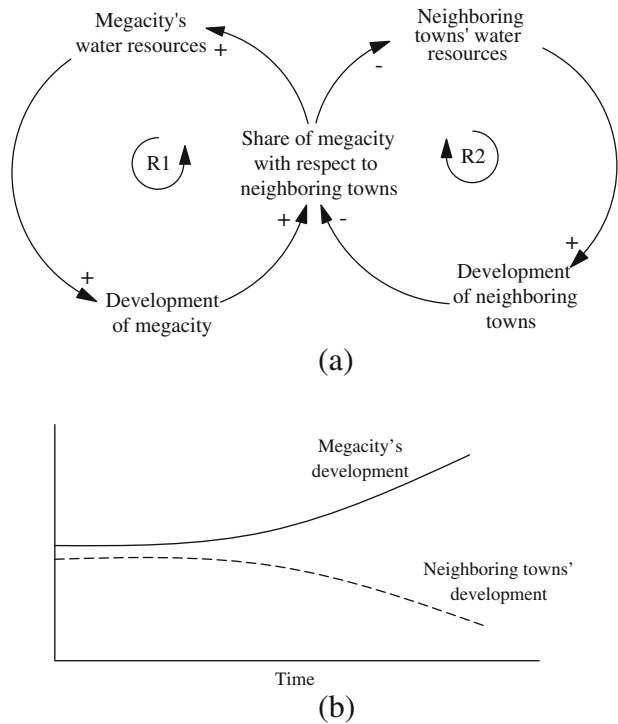 Megacity's
water resources
+
Neighboring
towns' water
resources
-
Share of megacity
with respect to
neighboring towns
R1
R2
+
-
+
+
Development
of megacity
Development
of neighboring
towns
(a)
Megacity's
development
Neighboring towns'
development
Time
(b)